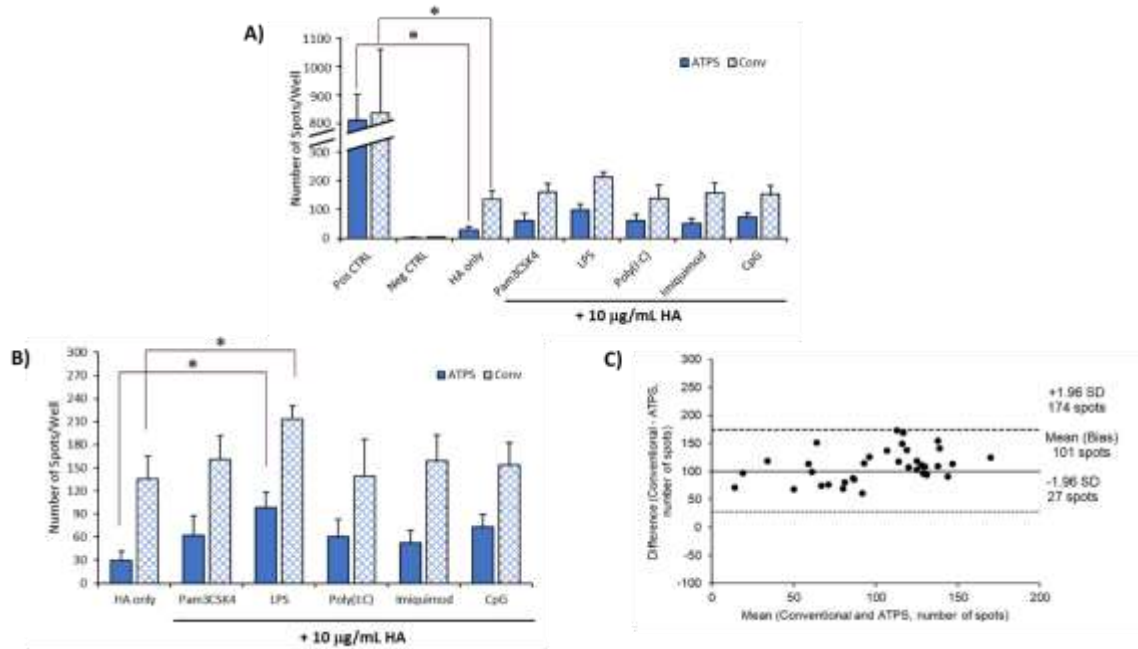 A)
Number of Spots/Well
1100
1000
900
800
300
200
100
0
* *
ATPS Conv
Pos CTRL Neg CTRL HA only Pam3CSK4 LPS Poly(I:C) Imiquimod CpG
+ 10 µg/mL HA
B)
Number of Spots/Well
300
270
240
210
180
150
120
90
60
30
0
* *
ATPS Conv
HA only Pam3CSK4 LPS Poly(I:C) Imiquimod CpG
+ 10 µg/mL HA
C)
Difference (Conventional - ATPS,
number of spots)
300
250
200
150
100
50
0
-50
-100
+1.96 SD
174 spots
Mean (Bias)
101 spots
-1.96 SD
27 spots
0 50 100 150 200
Mean (Conventional and ATPS, number of spots)